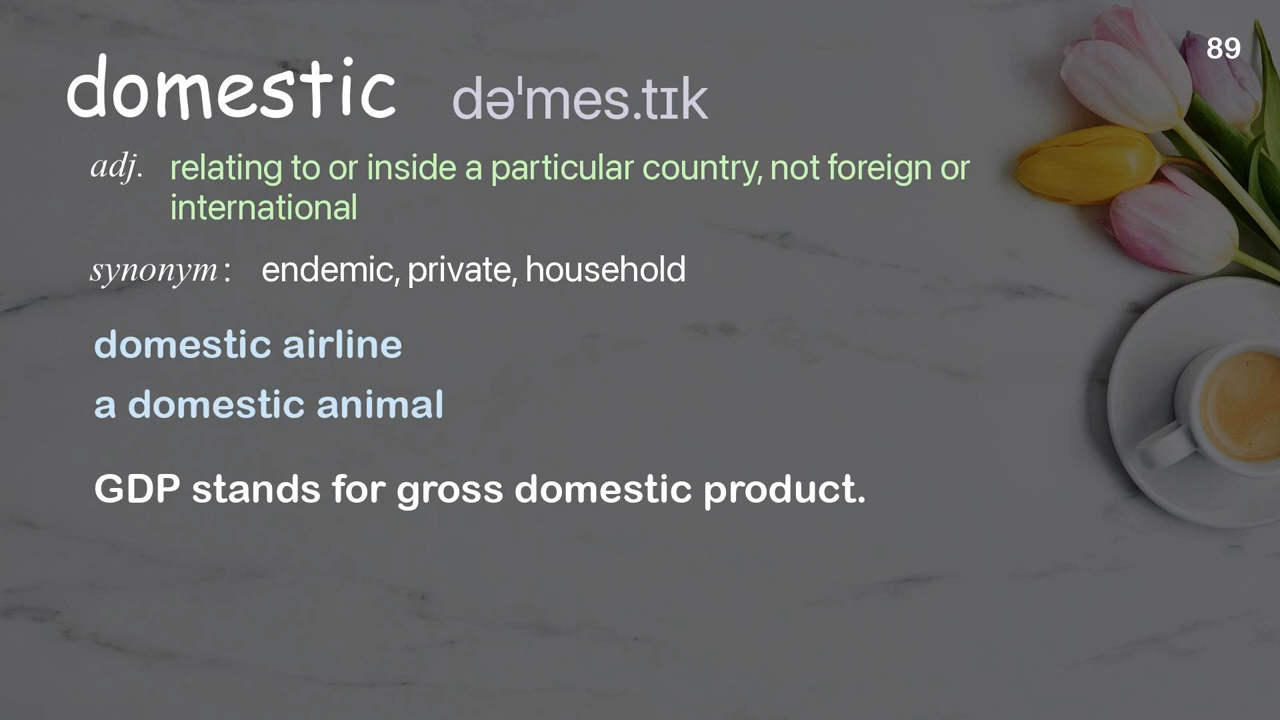 89
domestic dəˈmes.tɪk
adj. relating to or inside a particular country, not foreign or
international
synonym: endemic, private, household
domestic airline
a domestic animal
GDP stands for gross domestic product.